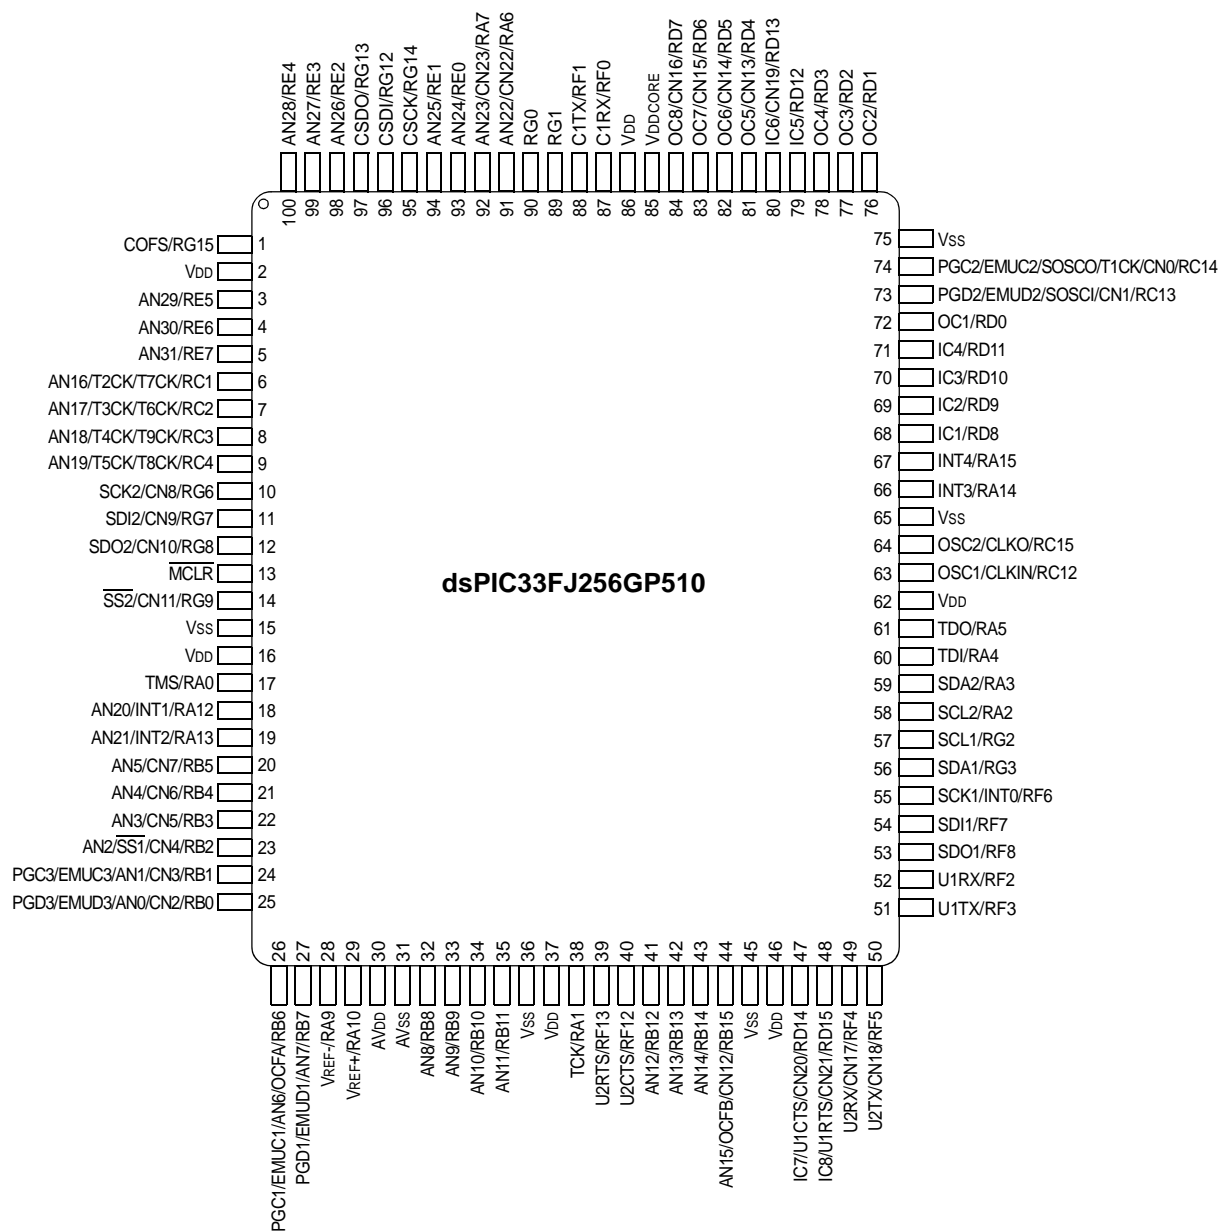 AN28/RE4
AN27/RE3
AN26/RE2
CSDO/RG13
CSDI/RG12
CSCK/RG14
AN25/RE1
AN24/RE0
AN23/CN23/RA7
AN22/CN22/RA6
RG0
RG1
C1TX/RF1
C1RX/RF0
VDD
VDDCORE
OC8/CN16/RD7
OC7/CN15/RD6
OC6/CN14/RD5
OC5/CN13/RD4
IC6/CN19/RD13
IC5/RD12
OC4/RD3
OC3/RD2
OC2/RD1
100
99
98
97
96
95
94
93
92
91
90
89
88
87
86
85
84
83
82
81
80
79
78
77
76
COFS/RG15 1
VDD 2
AN29/RE5 3
AN30/RE6 4
AN31/RE7 5
AN16/T2CK/T7CK/RC1 6
AN17/T3CK/T6CK/RC2 7
AN18/T4CK/T9CK/RC3 8
AN19/T5CK/T8CK/RC4 9
SCK2/CN8/RG6 10
SDI2/CN9/RG7 11
SDO2/CN10/RG8 12
MCLR 13
SS2/CN11/RG9 14
VSS 15
VDD 16
TMS/RA0 17
AN20/INT1/RA12 18
AN21/INT2/RA13 19
AN5/CN7/RB5 20
AN4/CN6/RB4 21
AN3/CN5/RB3 22
AN2/SS1/CN4/RB2 23
PGC3/EMUC3/AN1/CN3/RB1 24
PGD3/EMUD3/AN0/CN2/RB0 25
dsPIC33FJ256GP510
75 VSS
74 PGC2/EMUC2/SOSCO/T1CK/CN0/RC14
73 PGD2/EMUD2/SOSCI/CN1/RC13
72 OC1/RD0
71 IC4/RD11
70 IC3/RD10
69 IC2/RD9
68 IC1/RD8
67 INT4/RA15
66 INT3/RA14
65 VSS
64 OSC2/CLKO/RC15
63 OSC1/CLKIN/RC12
62 VDD
61 TDO/RA5
60 TDI/RA4
59 SDA2/RA3
58 SCL2/RA2
57 SCL1/RG2
56 SDA1/RG3
55 SCK1/INT0/RF6
54 SDI1/RF7
53 SDO1/RF8
52 U1RX/RF2
51 U1TX/RF3
26
27
28
29
30
31
32
33
34
35
36
37
38
39
40
41
42
43
44
45
46
47
48
49
50
PGC1/EMUC1/AN6/OCFA/RB6
PGD1/EMUD1/AN7/RB7
VREF-/RA9
VREF+/RA10
AVDD
AVSS
AN8/RB8
AN9/RB9
AN10/RB10
AN11/RB11
VSS
VDD
TCK/RA1
U2RTS/RF13
U2CTS/RF12
AN12/RB12
AN13/RB13
AN14/RB14
AN15/OCFB/CN12/RB15
VSS
VDD
IC7/U1CTS/CN20/RD14
IC8/U1RTS/CN21/RD15
U2RX/CN17/RF4
U2TX/CN18/RF5